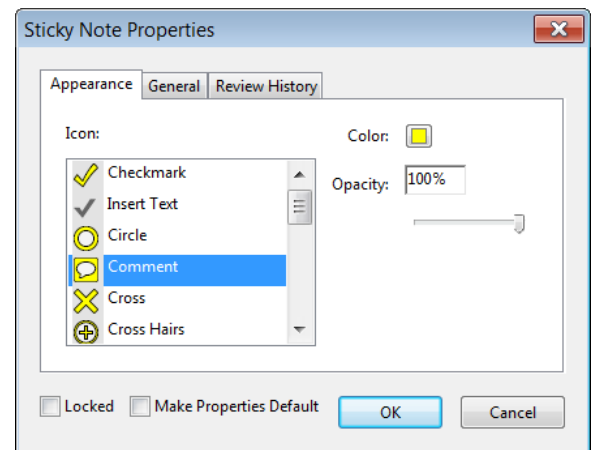 Sticky Note Properties
Appearance General Review History
Icon: Color:
Checkmark
Opacity: 100%
Insert Text
Circle
Comment
Cross
Cross Hairs
Locked Make Properties Default OK Cancel